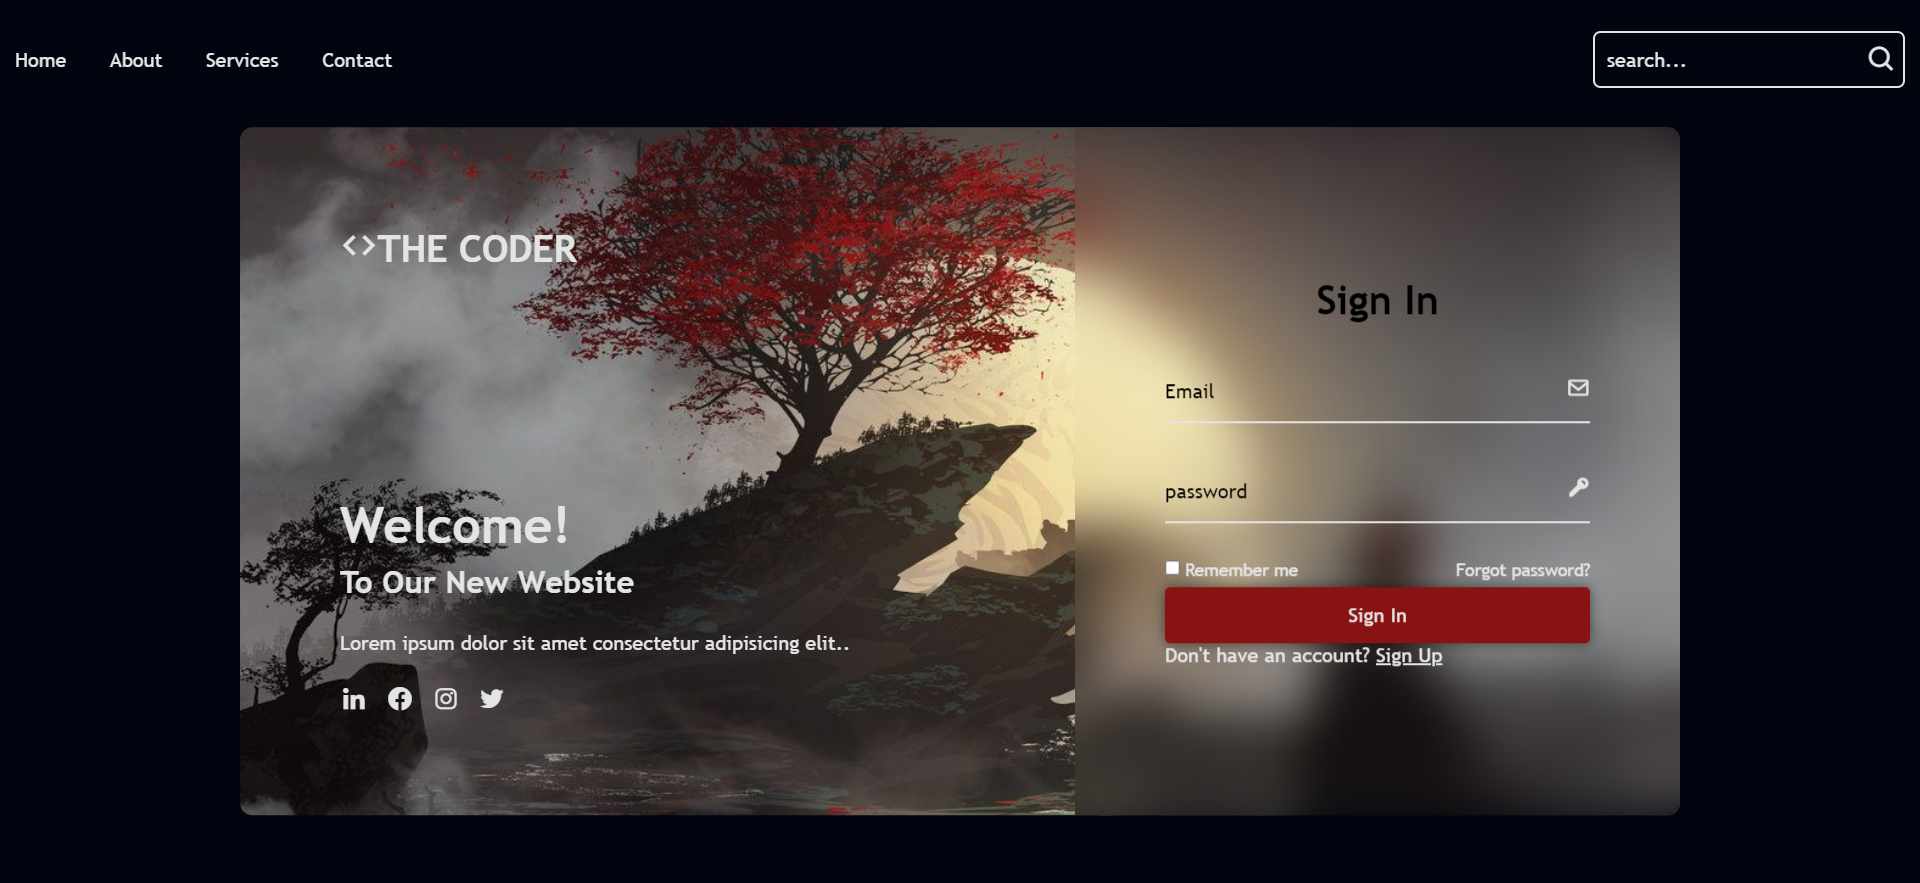 Home About Services Contact search...
<>THE CODER
Welcome!
To Our New Website
Lorem ipsum dolor sit amet consectetur adipisicing elit..
Sign In
Email
password
Remember me Forgot password?
Sign In
Don't have an account? Sign Up